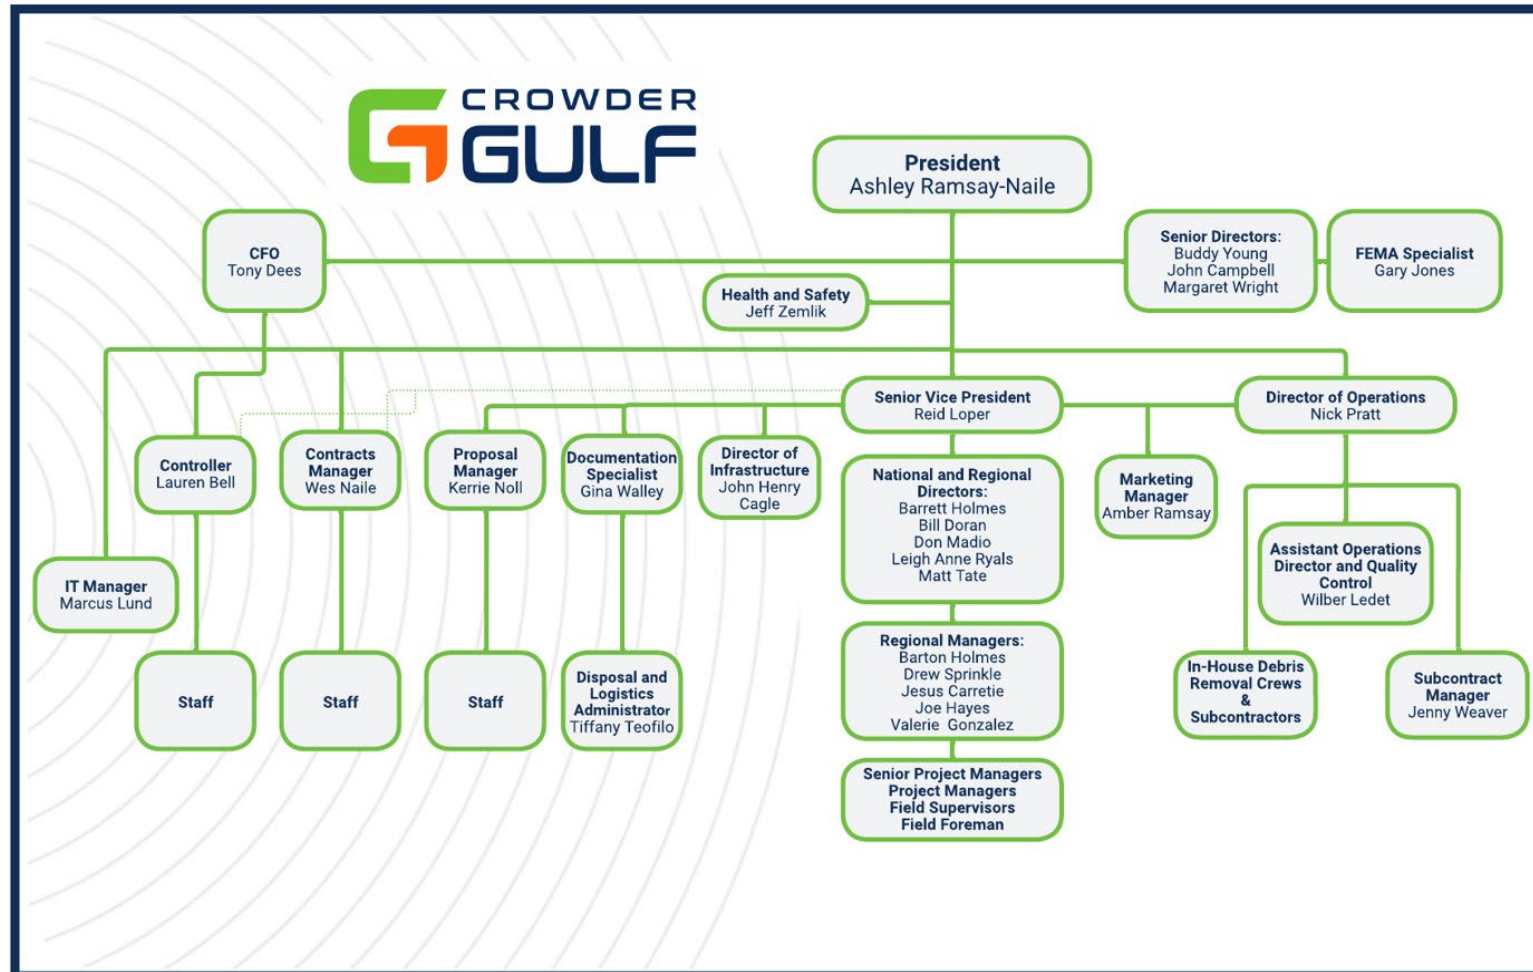 CROWDER
GULF
President
Ashley Ramsay-Naile
CFO
Tony Dees
Senior Directors:
Buddy Young
John Campbell
Margaret Wright
FEMA Specialist
Gary Jones
Health and Safety
Jeff Zemlik
Senior Vice President
Reid Loper
Director of Operations
Nick Pratt
Controller
Lauren Bell
Contracts
Manager
Wes Naile
Proposal
Manager
Kerrie Noll
Documentation
Specialist
Gina Walley
Director of
Infrastructure
John Henry
Cagle
National and Regional
Directors:
Barrett Holmes
Bill Doran
Don Madio
Leigh Anne Ryals
Matt Tate
Marketing
Manager
Amber Ramsay
Assistant Operations
Director and Quality
Control
Wilber Ledet
IT Manager
Marcus Lund
Staff
Staff
Staff
Disposal and
Logistics
Administrator
Tiffany Teofilo
Regional Managers:
Barton Holmes
Drew Sprinkle
Jesus Carretie
Joe Hayes
Valerie Gonzalez
In-House Debris
Removal Crews
&
Subcontractors
Subcontract
Manager
Jenny Weaver
Senior Project Managers
Project Managers
Field Supervisors
Field Foreman